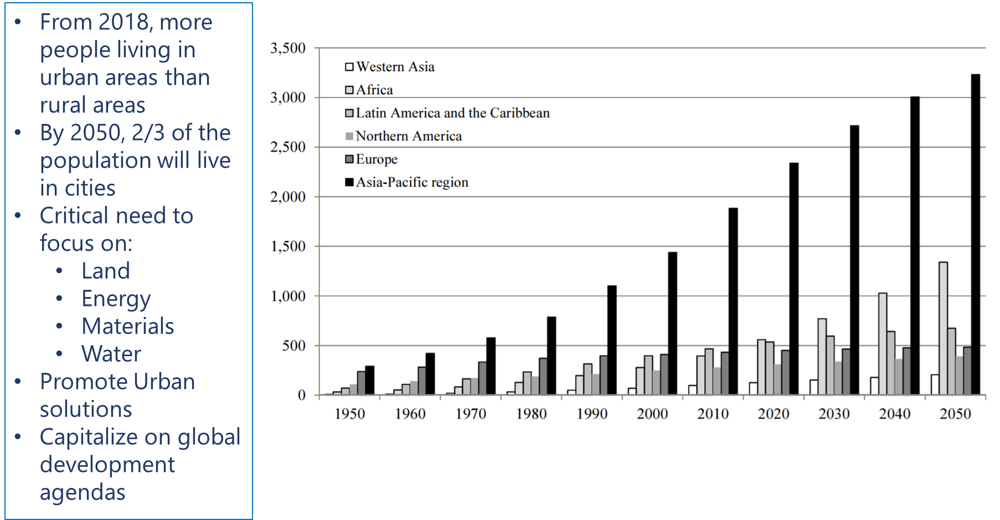 • From 2018, more
people living in
urban areas than
rural areas
• By 2050, 2/3 of the
population will live
in cities
• Critical need to
focus on:
• Land
• Energy
• Materials
• Water
• Promote Urban
solutions
• Capitalize on global
development
agendas
3,500
3,000
2,500
2,000
1,500
1,000
500
0
Western Asia
Africa
Latin America and the Caribbean
Northern America
Europe
Asia-Pacific region
1950 1960 1970 1980 1990 2000 2010 2020 2030 2040 2050